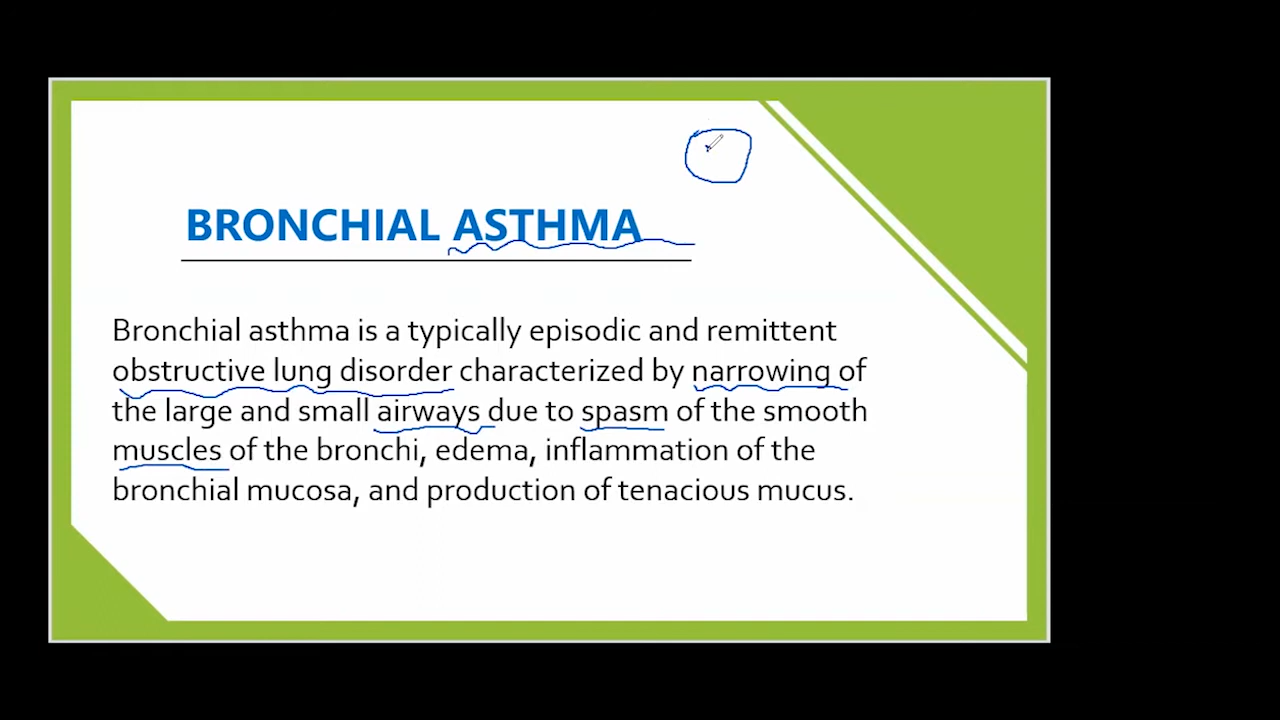 BRONCHIAL ASTHMA
Bronchial asthma is a typically episodic and remittent
obstructive lung disorder characterized by narrowing of
the large and small airways due to spasm of the smooth
muscles of the bronchi, edema, inflammation of the
bronchial mucosa, and production of tenacious mucus.